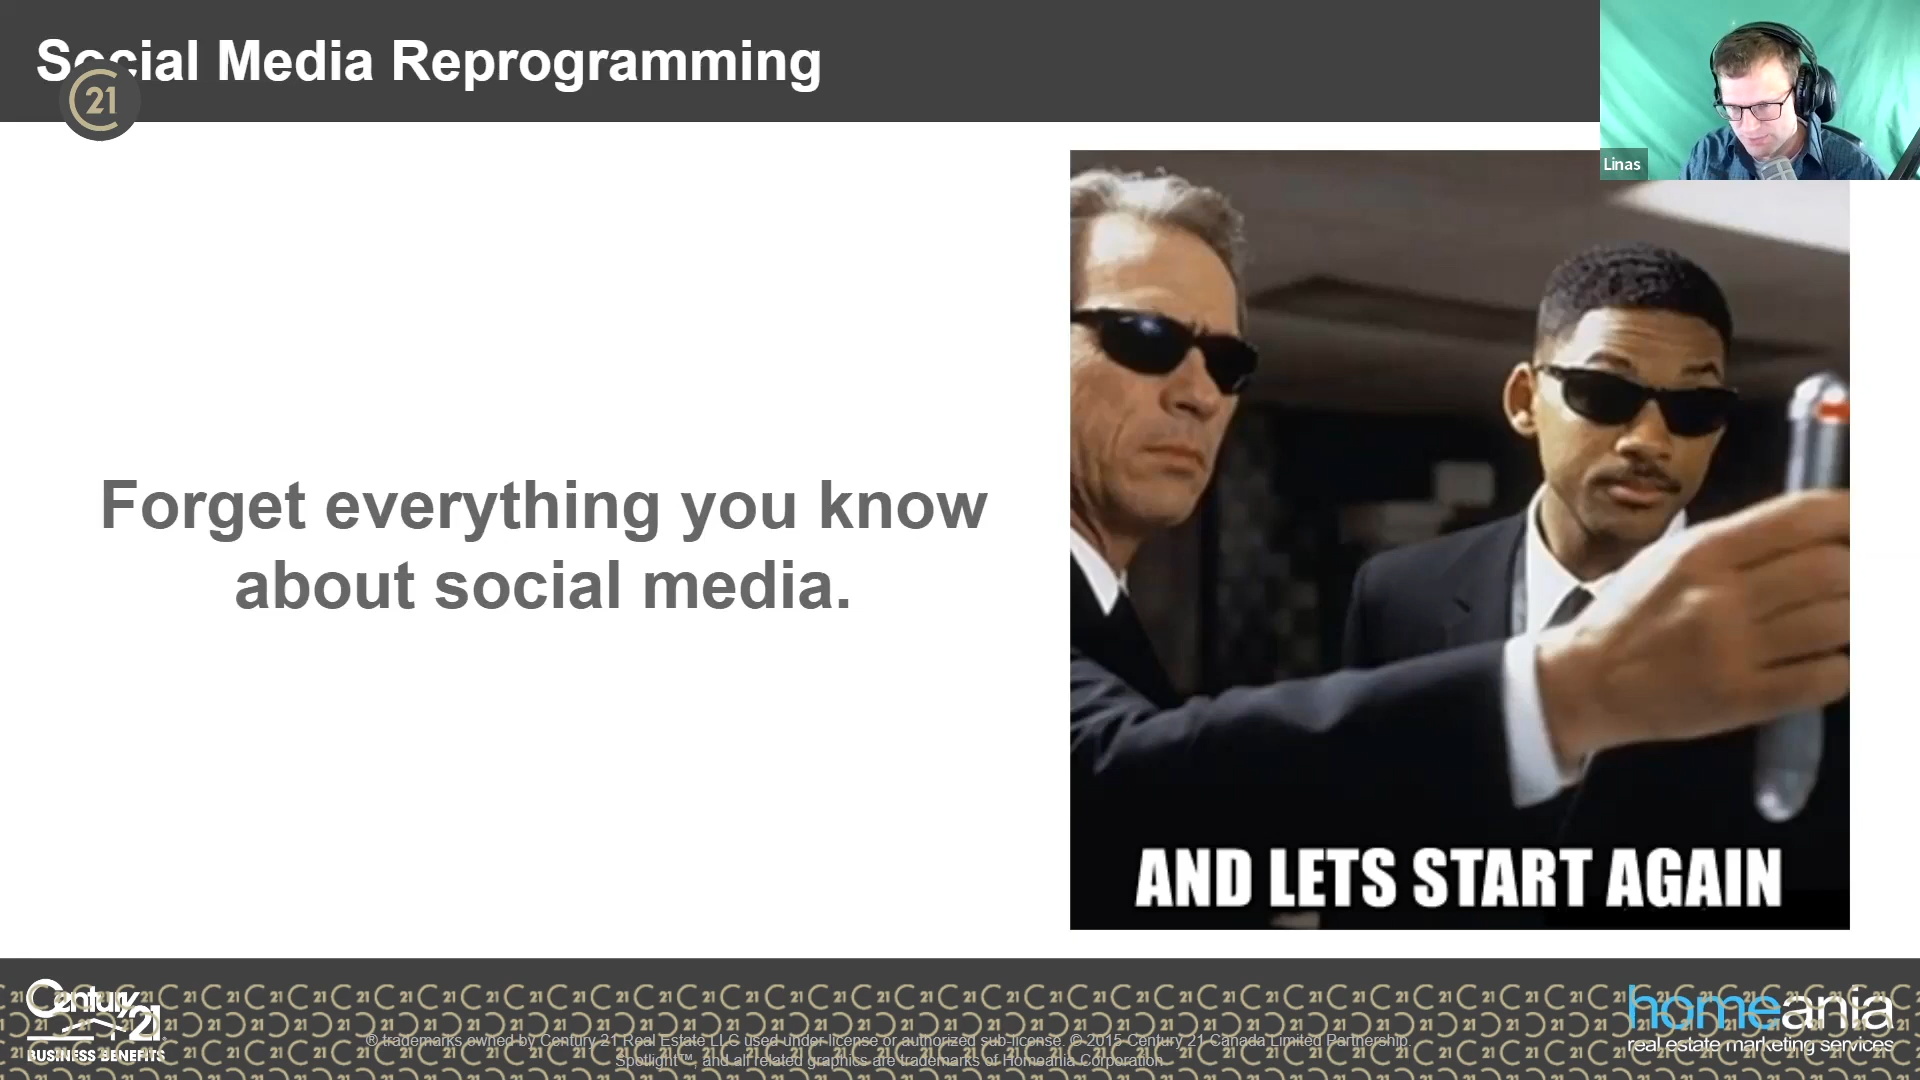 Social Media Reprogramming
21
Linas
Forget everything you know
about social media.
AND LETS START AGAIN
Century 21
BUSINESS BENEFITS
® trademarks owned by Century 21 Real Estate LLC used under license or authorized sub-license. © 2015 Century 21 Canada Limited Partnership.
Spotlight™, and all related graphics are trademarks of Homeania Corporation
homeania
real estate marketing services